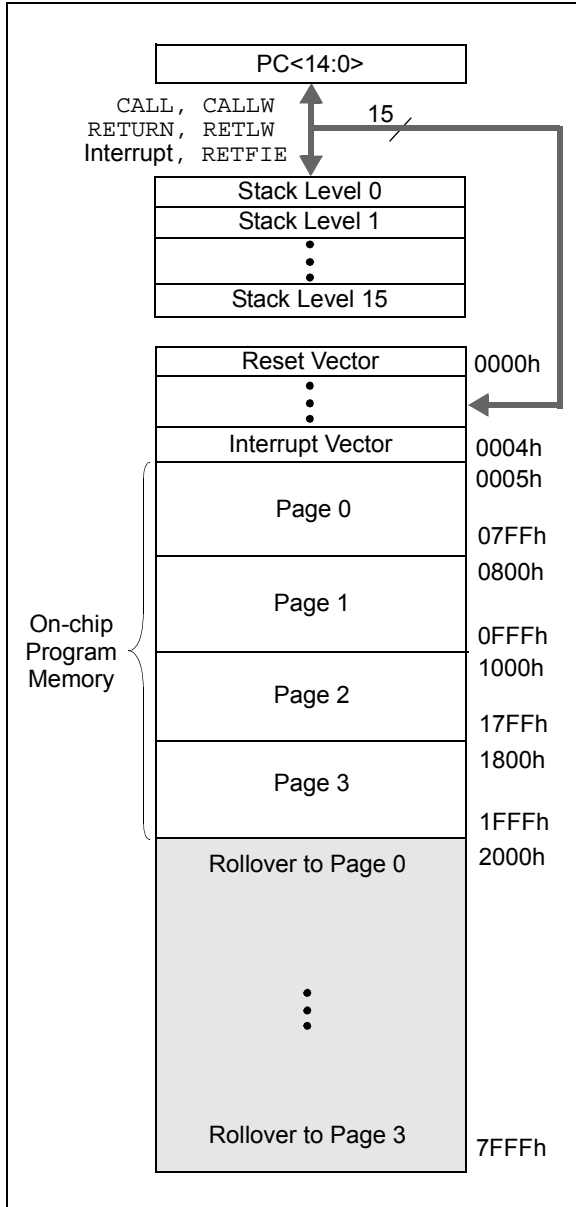 PC<14:0>
CALL, CALLW
RETURN, RETLW
Interrupt, RETFIE
15
Stack Level 0
Stack Level 1
Stack Level 15
Reset Vector
0000h
Interrupt Vector
0004h
0005h
Page 0
07FFh
0800h
Page 1
0FFFh
On-chip
Program
Memory
1000h
Page 2
17FFh
1800h
Page 3
1FFFh
Rollover to Page 0
2000h
Rollover to Page 3
7FFFh